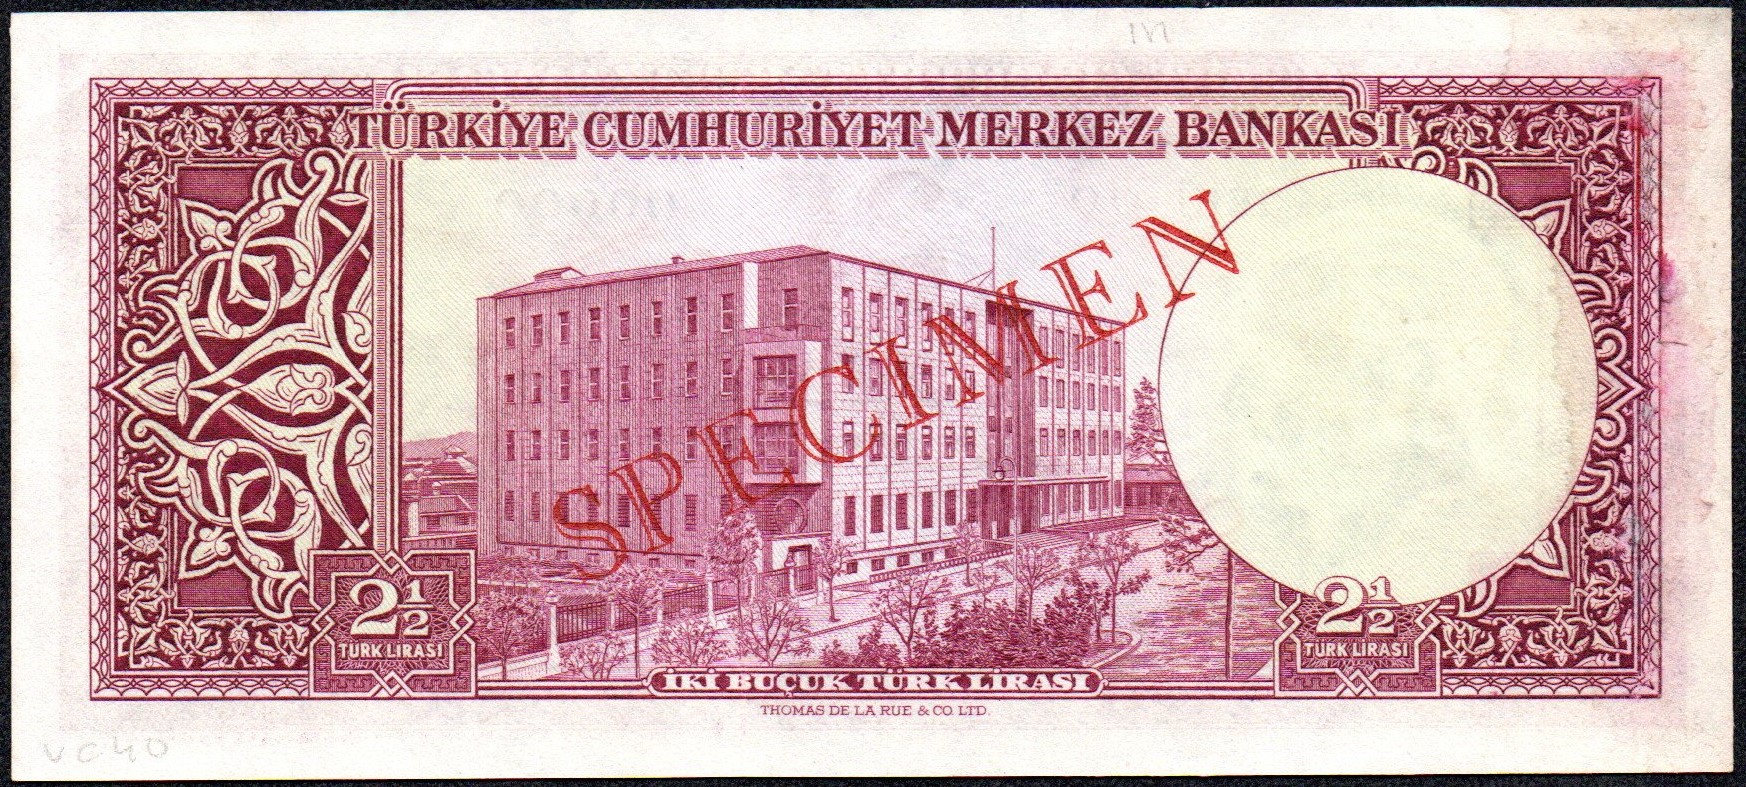 TÜRKİYE CUMHURİYET MERKEZ BANKASI
SPECIMEN
2½
TÜRK LİRASI
2½
TÜRK LİRASI
İKİ BUÇUK TÜRK LİRASI
THOMAS DE LA RUE & CO. LTD.
VC40